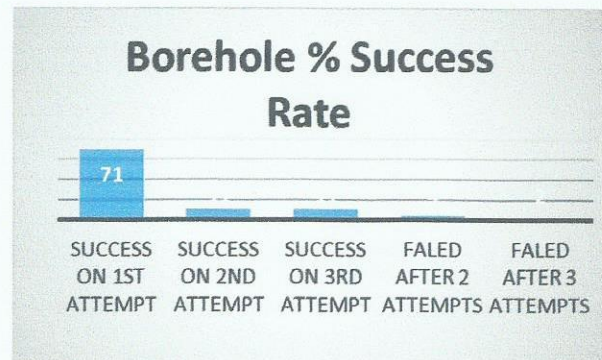 Borehole % Success
Rate
71
SUCCESS SUCCESS SUCCESS FALED FALED
ON 1ST ON 2ND ON 3RD AFTER 2 AFTER 3
ATTEMPT ATTEMPT ATTEMPT ATTEMPTS ATTEMPTS